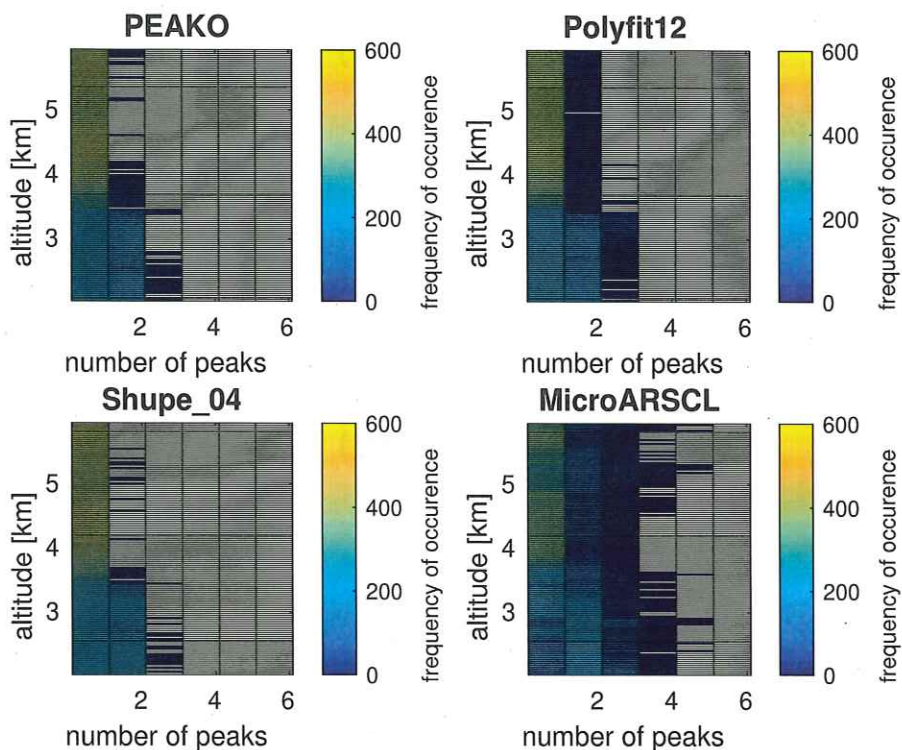 PEAKO
600
400
200
0
frequency of occurence
altitude [km]
5
4
3
2
4
6
number of peaks
Polyfit12
600
400
200
0
frequency of occurence
altitude [km]
5
4
3
2
4
6
number of peaks
Shupe_04
600
400
200
0
frequency of occurence
altitude [km]
5
4
3
2
4
6
number of peaks
MicroARSCL
600
400
200
0
frequency of occurence
altitude [km]
5
4
3
2
4
6
number of peaks